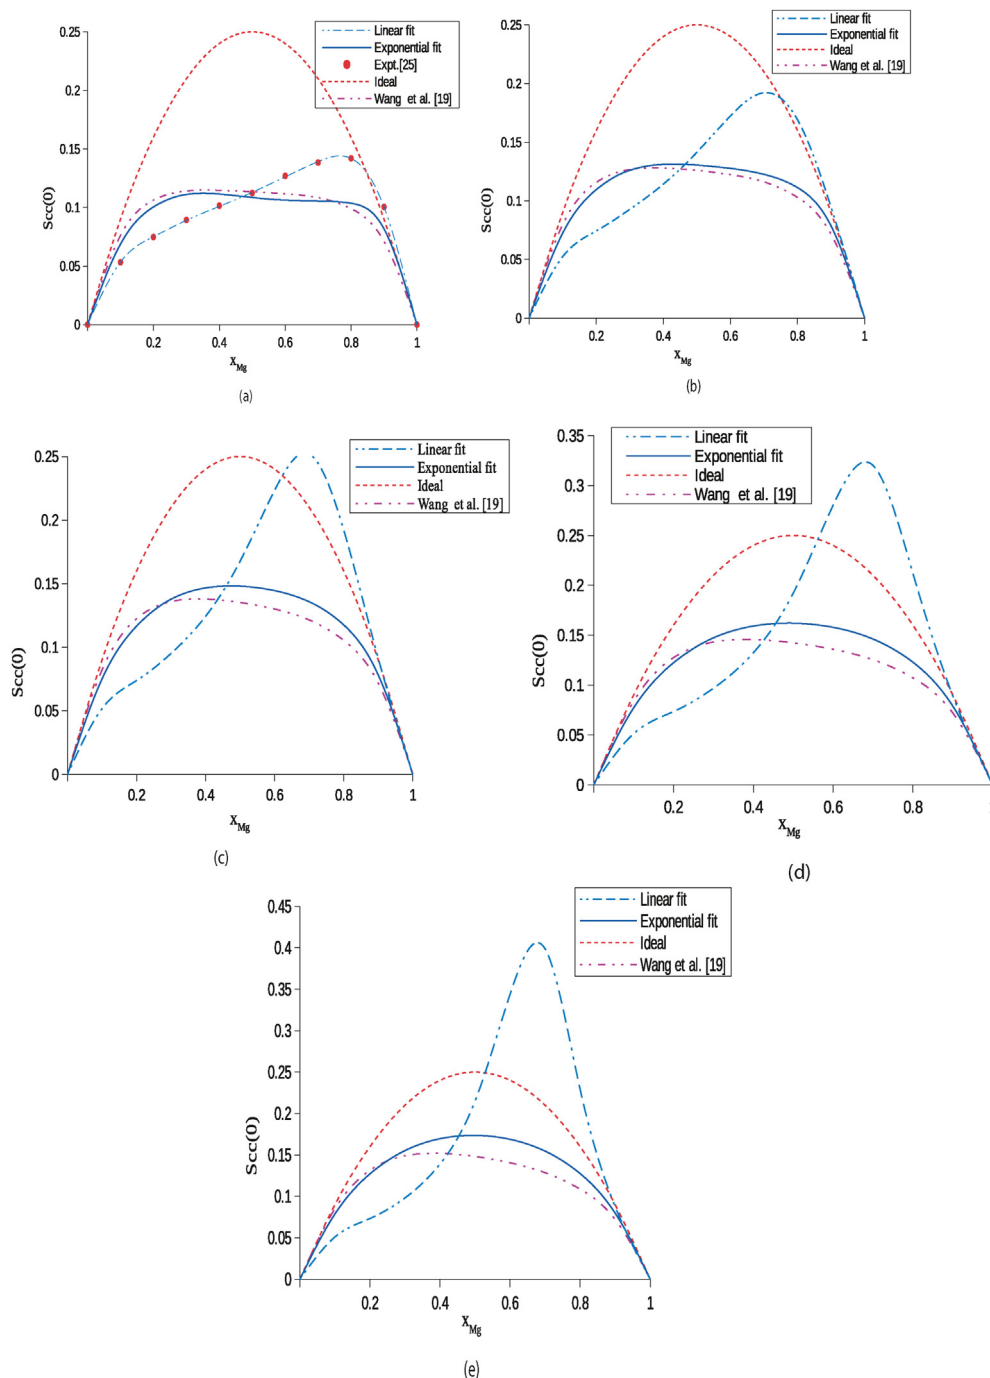 0.25
0.2
0.15
0.1
0.05
0
Scc(0)
0.2 0.4 0.6 0.8 1
XMg
Linear fit
Exponential fit
Expt.[25]
Ideal
Wang et al. [19]
(a)
0.25
0.2
0.15
0.1
0.05
0
Scc(0)
0.2 0.4 0.6 0.8 1
XMg
Linear fit
Exponential fit
Ideal
Wang et al. [19]
(b)
0.25
0.2
0.15
0.1
0.05
0
Scc(0)
0.2 0.4 0.6 0.8 1
XMg
Linear fit
Exponential fit
Ideal
Wang et al. [19]
(c)
0.35
0.3
0.25
0.2
0.15
0.1
0.05
0
Scc(0)
0.2 0.4 0.6 0.8 1
XMg
Linear fit
Exponential fit
Ideal
Wang et al. [19]
(d)
0.45
0.4
0.35
0.3
0.25
0.2
0.15
0.1
0.05
0
Scc(0)
0.2 0.4 0.6 0.8 1
XMg
Linear fit
Exponential fit
Ideal
Wang et al. [19]
(e)